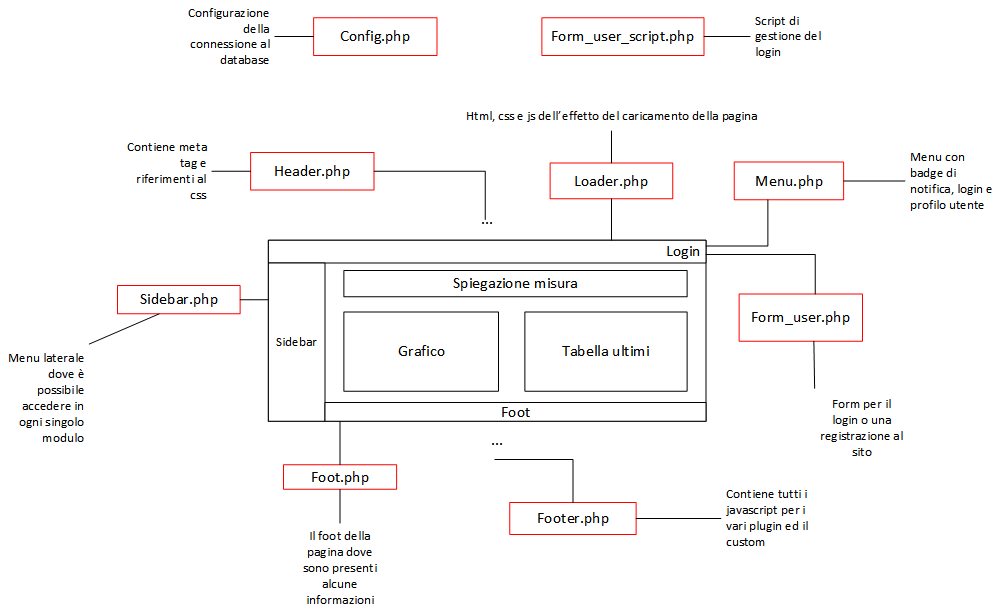 Configurazione
della
connessione al
database
Config.php
Form_user_script.php
Script di
gestione del
login
Html, css e js dell'effetto del caricamento della pagina
Contiene meta
tag e
riferimenti al
css
Header.php
...
Loader.php
Menu.php
Menu con
badge di
notifica, login e
profilo utente
Login
Sidebar.php
Spiegazione misura
Sidebar
Grafico
Tabella ultimi
Form_user.php
Menu laterale
dove è
possibile
accedere in
ogni singolo
modulo
Foot
Form per il
login o una
registrazione al
sito
...
Foot.php
Footer.php
Contiene tutti i
javascript per i
vari plugin ed il
custom
Il foot della
pagina dove
sono presenti
alcune
informazioni